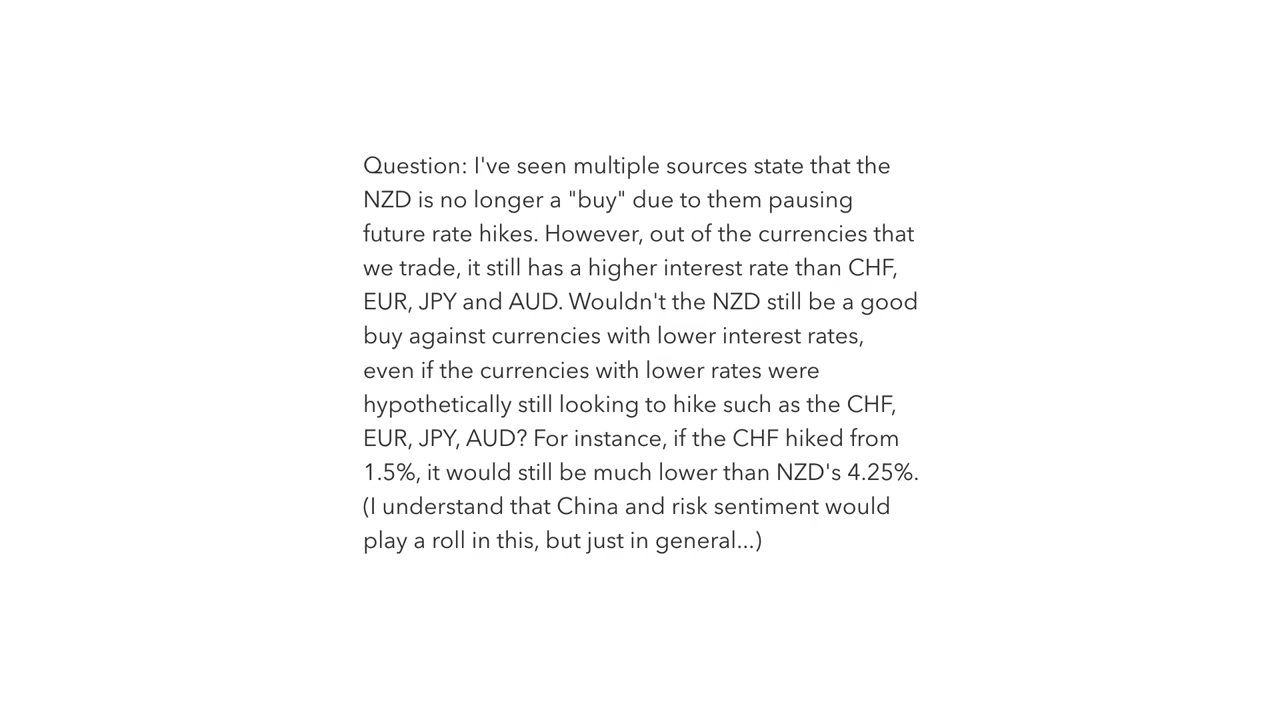 Question: I've seen multiple sources state that the
NZD is no longer a "buy" due to them pausing
future rate hikes. However, out of the currencies that
we trade, it still has a higher interest rate than CHF,
EUR, JPY and AUD. Wouldn't the NZD still be a good
buy against currencies with lower interest rates,
even if the currencies with lower rates were
hypothetically still looking to hike such as the CHF,
EUR, JPY, AUD? For instance, if the CHF hiked from
1.5%, it would still be much lower than NZD's 4.25%.
(I understand that China and risk sentiment would
play a roll in this, but just in general...)